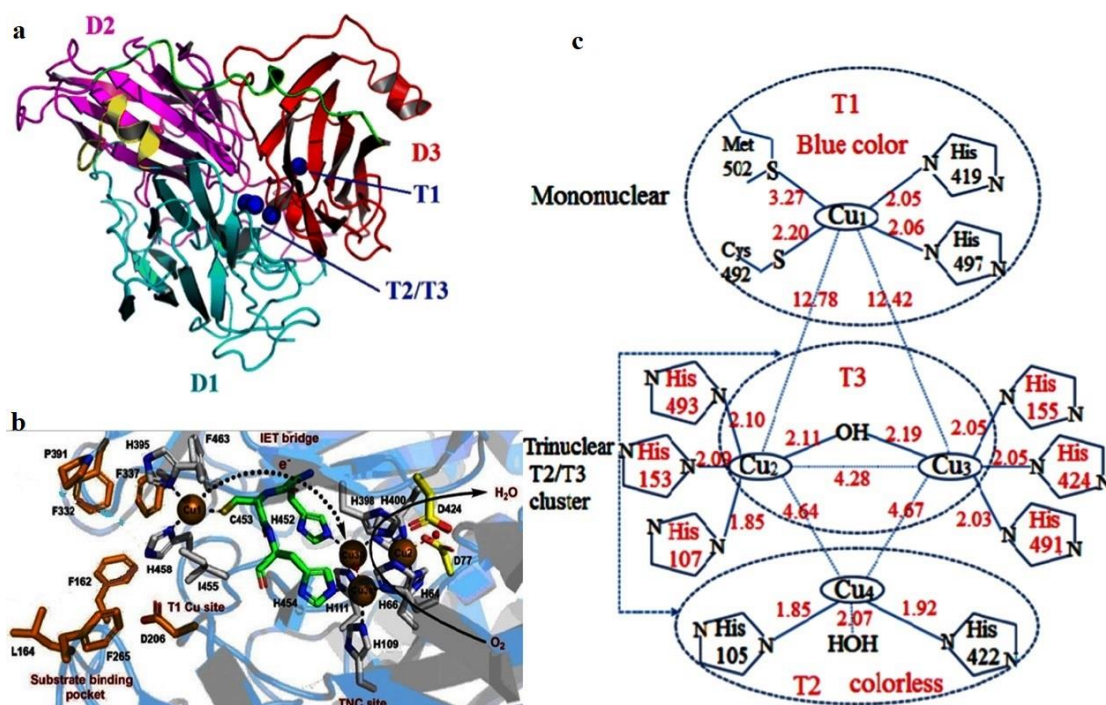 a
D2
D3
T1
T2/T3
D1
b
P391
H395
F463
IET bridge
e-
F337
F332
Cu1
C453
H452
H398
H400
D424
H2O
D77
H458
I455
F162
T1 Cu site
H454
H111
H66
H64
L164
F265
D206
H109
O2
Substrate binding
pocket
TNC site
c
T1
Blue color
Mononuclear
Met
502
S
3.27
Cu1
2.05
N
His
419
N
2.20
2.06
Cys
492
S
N
His
497
N
12.78
12.42
T3
N
His
493
N
2.10
2.11
OH
2.19
2.05
N
His
155
N
Trinuclear
T2/T3
cluster
N
His
153
N
2.09
Cu2
4.28
Cu3
2.05
N
His
424
N
N
His
107
N
1.85
4.64
4.67
2.03
N
His
491
N
Cu4
1.85
2.07
1.92
N
His
105
N
HOH
N
His
422
N
T2
colorless